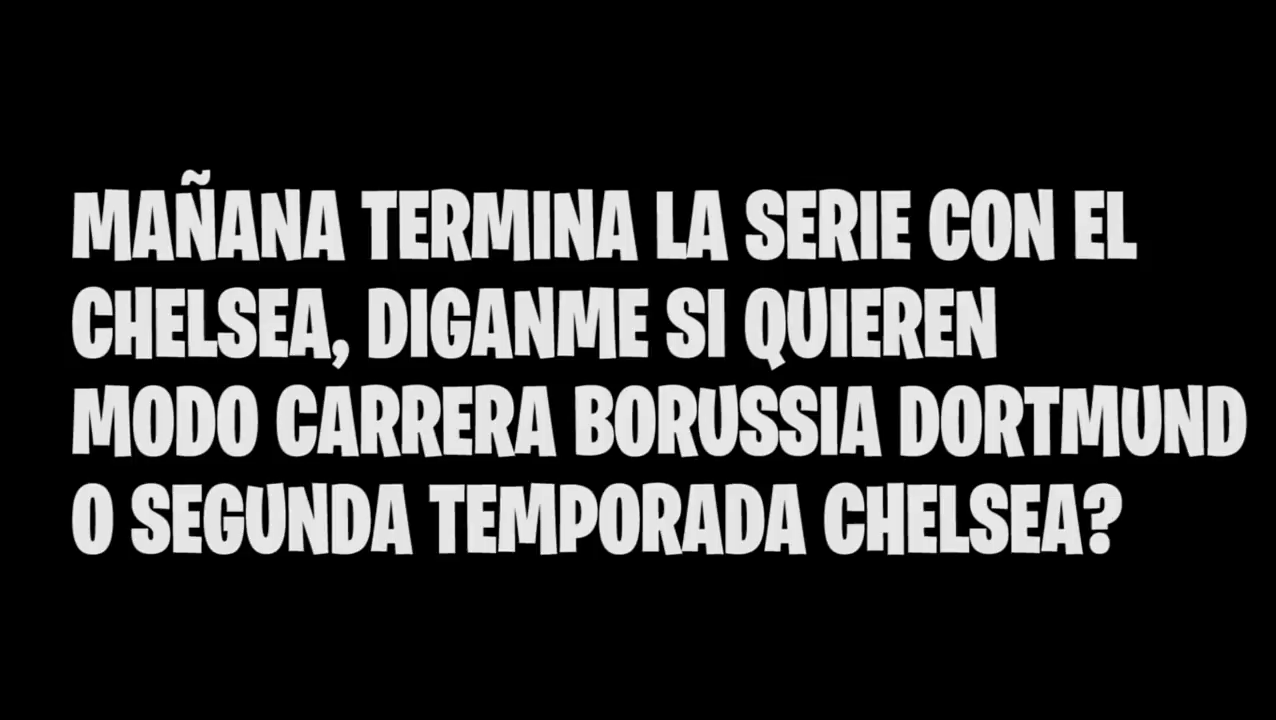 MAÑANA TERMINA LA SERIE CON EL
CHELSEA, DIGANME SI QUIEREN
MODO CARRERA BORUSSIA DORTMUND
O SEGUNDA TEMPORADA CHELSEA?